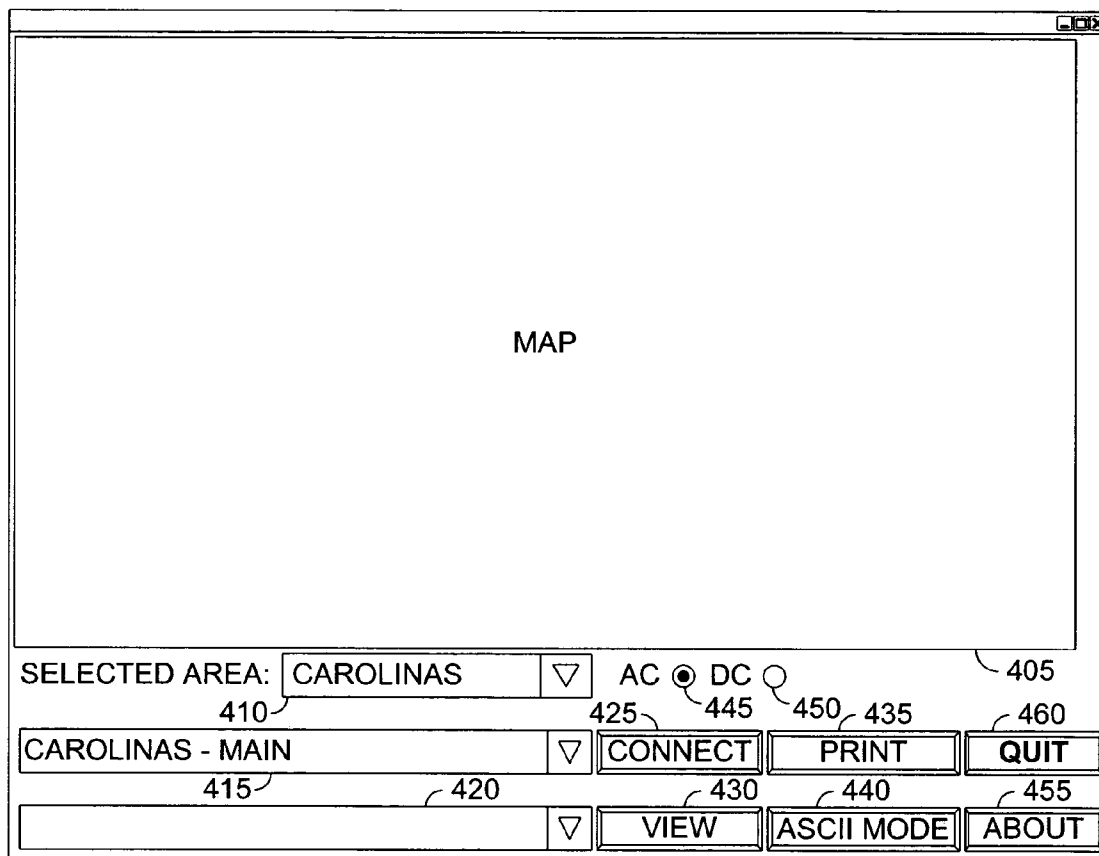 MAP
405
SELECTED AREA: CAROLINAS AC DC
410 425 445 450 435 460
CAROLINAS - MAIN CONNECT PRINT QUIT
415 420 430 440 455
VIEW ASCII MODE ABOUT